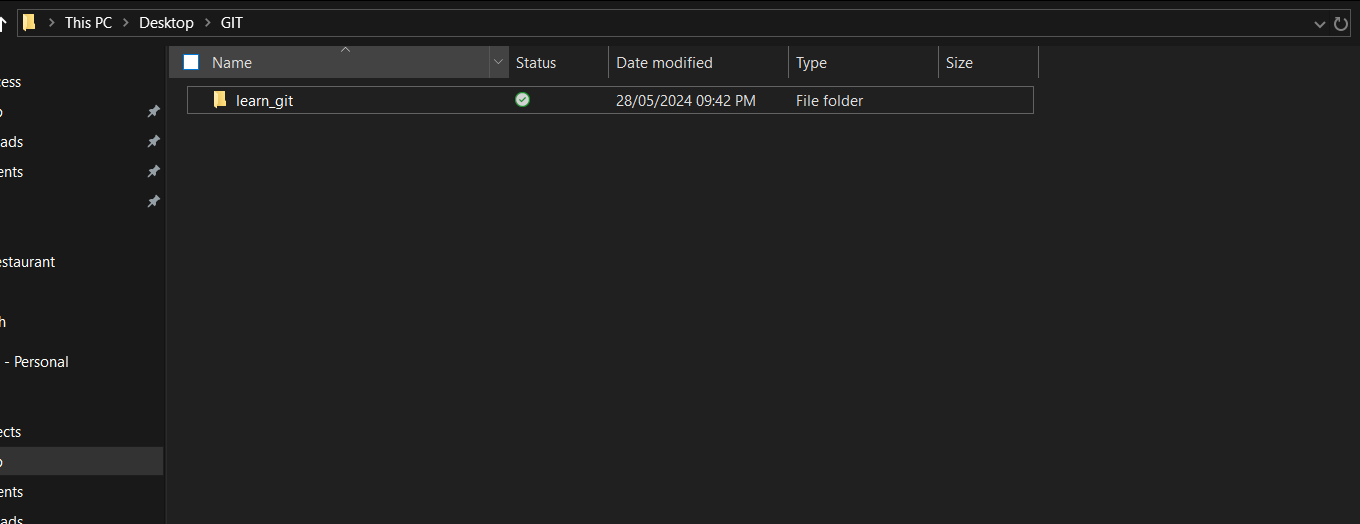 This PC > Desktop > GIT
Name Status Date modified Type Size
learn_git 28/05/2024 09:42 PM File folder
cess
ads
ents
estaurant
h
- Personal
ects
ents
ads